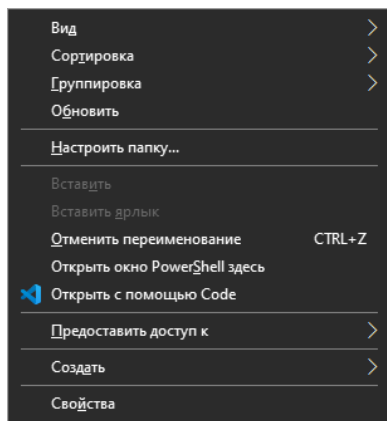 Вид
Сортировка
Группировка
Обновить
Настроить папку...
Вставить
Вставить ярлык
Отменить переименование CTRL+Z
Открыть окно PowerShell здесь
Открыть с помощью Code
Предоставить доступ к
Создать
Свойства